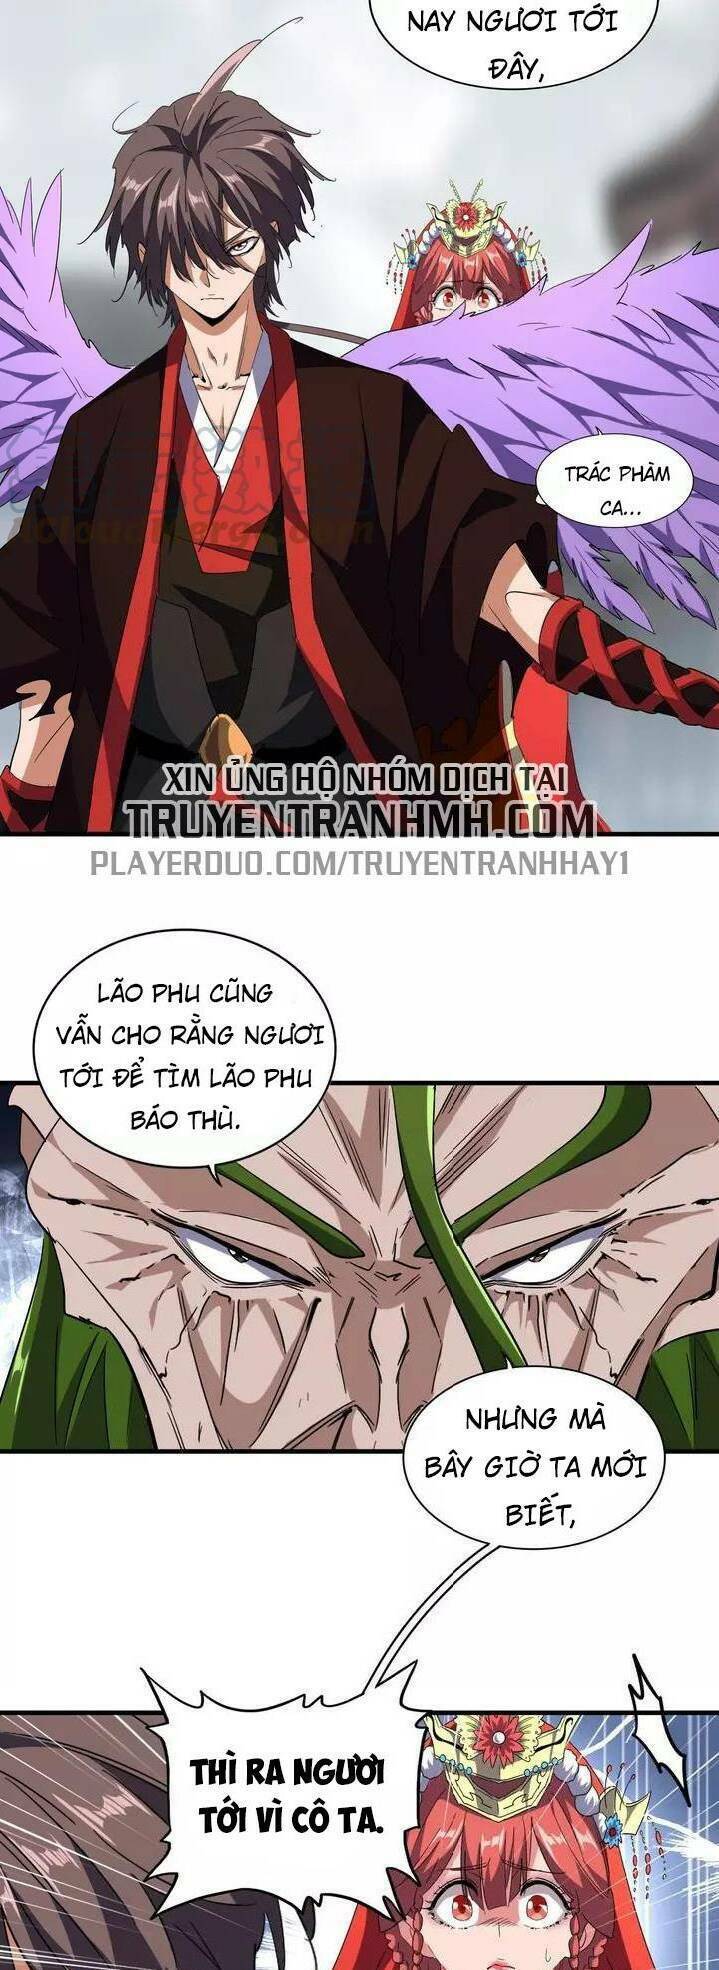 NAY NGƯƠI TỚI
ĐÂY,
TRÁC PHÀM
CA...
XIN ỦNG HỘ NHÓM DỊCH TẠI
TRUYENTRANHMH.COM
PLAYERDUO.COM/TRUYENTRANHHAY1
LÃO PHU CŨNG
VẪN CHO RẰNG NGƯƠI
TỚI ĐỂ TÌM LÃO PHU
BÁO THÙ.
NHƯNG MÀ
BÂY GIỜ TA MỚI
BIẾT,
THÌ RA NGƯƠI
TỚI VÌ CÔ TA.